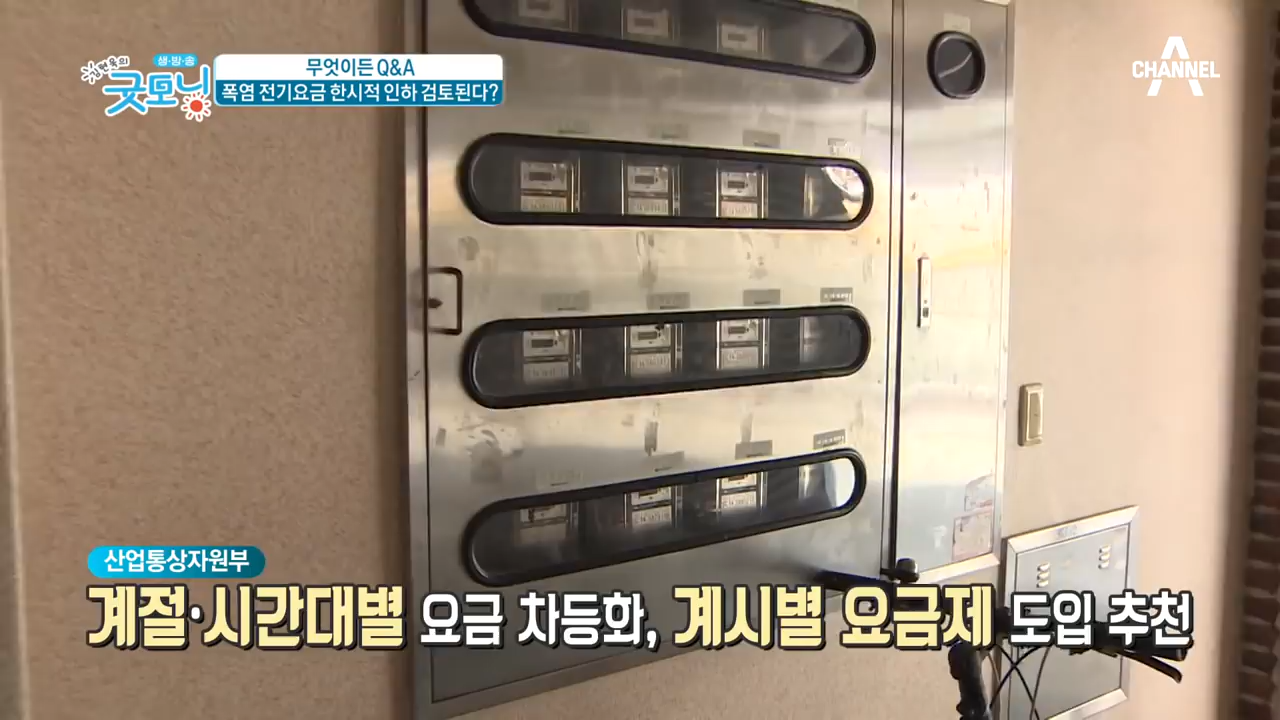 생·방·송
굿모닝
무엇이든 Q&A
폭염 전기요금 한시적 인하 검토된다?
CHANNEL A
산업통상자원부
계절·시간대별 요금 차등화, 계시별 요금제 도입 추천